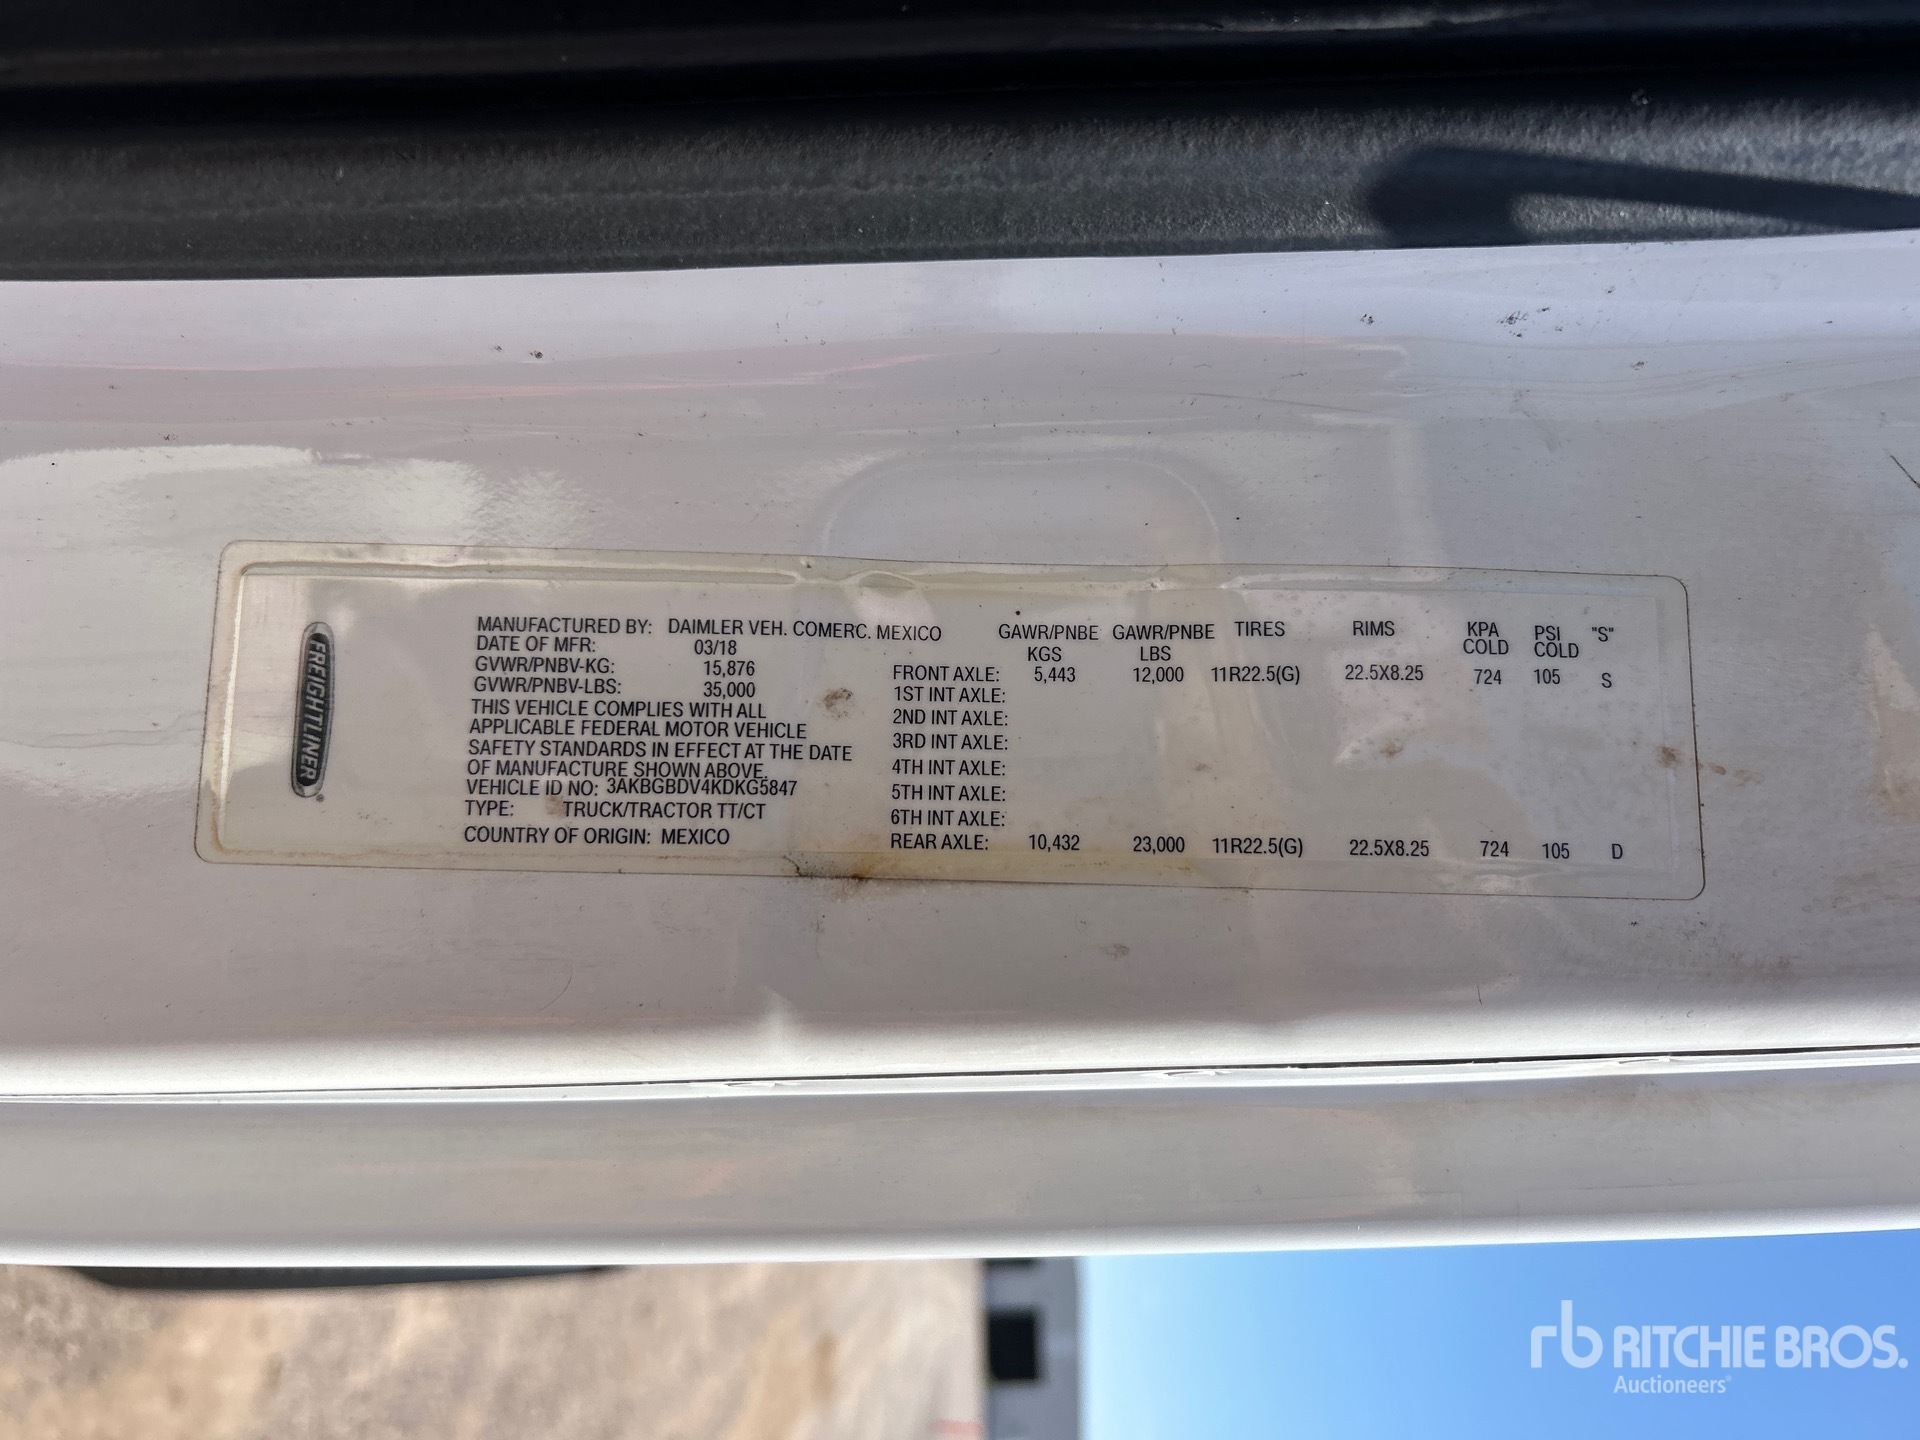 FREIGHTLINER
MANUFACTURED BY: DAIMLER VEH. COMERC. MEXICO
DATE OF MFR: 03/18
GVWR/PNBV-KG: 15,876
GVWR/PNBV-LBS: 35,000
THIS VEHICLE COMPLIES WITH ALL
APPLICABLE FEDERAL MOTOR VEHICLE
SAFETY STANDARDS IN EFFECT AT THE DATE
OF MANUFACTURE SHOWN ABOVE.
VEHICLE ID NO: 3AKBGBDV4KDKG5847
TYPE: TRUCK/TRACTOR TT/CT
COUNTRY OF ORIGIN: MEXICO
GAWR/PNBE KGS GAWR/PNBE LBS TIRES RIMS KPA COLD PSI COLD "S"
FRONT AXLE: 5,443 12,000 11R22.5(G) 22.5X8.25 724 105 S
1ST INT AXLE:
2ND INT AXLE:
3RD INT AXLE:
4TH INT AXLE:
5TH INT AXLE:
6TH INT AXLE:
REAR AXLE: 10,432 23,000 11R22.5(G) 22.5X8.25 724 105 D
rb RITCHIE BROS.
Auctioneers